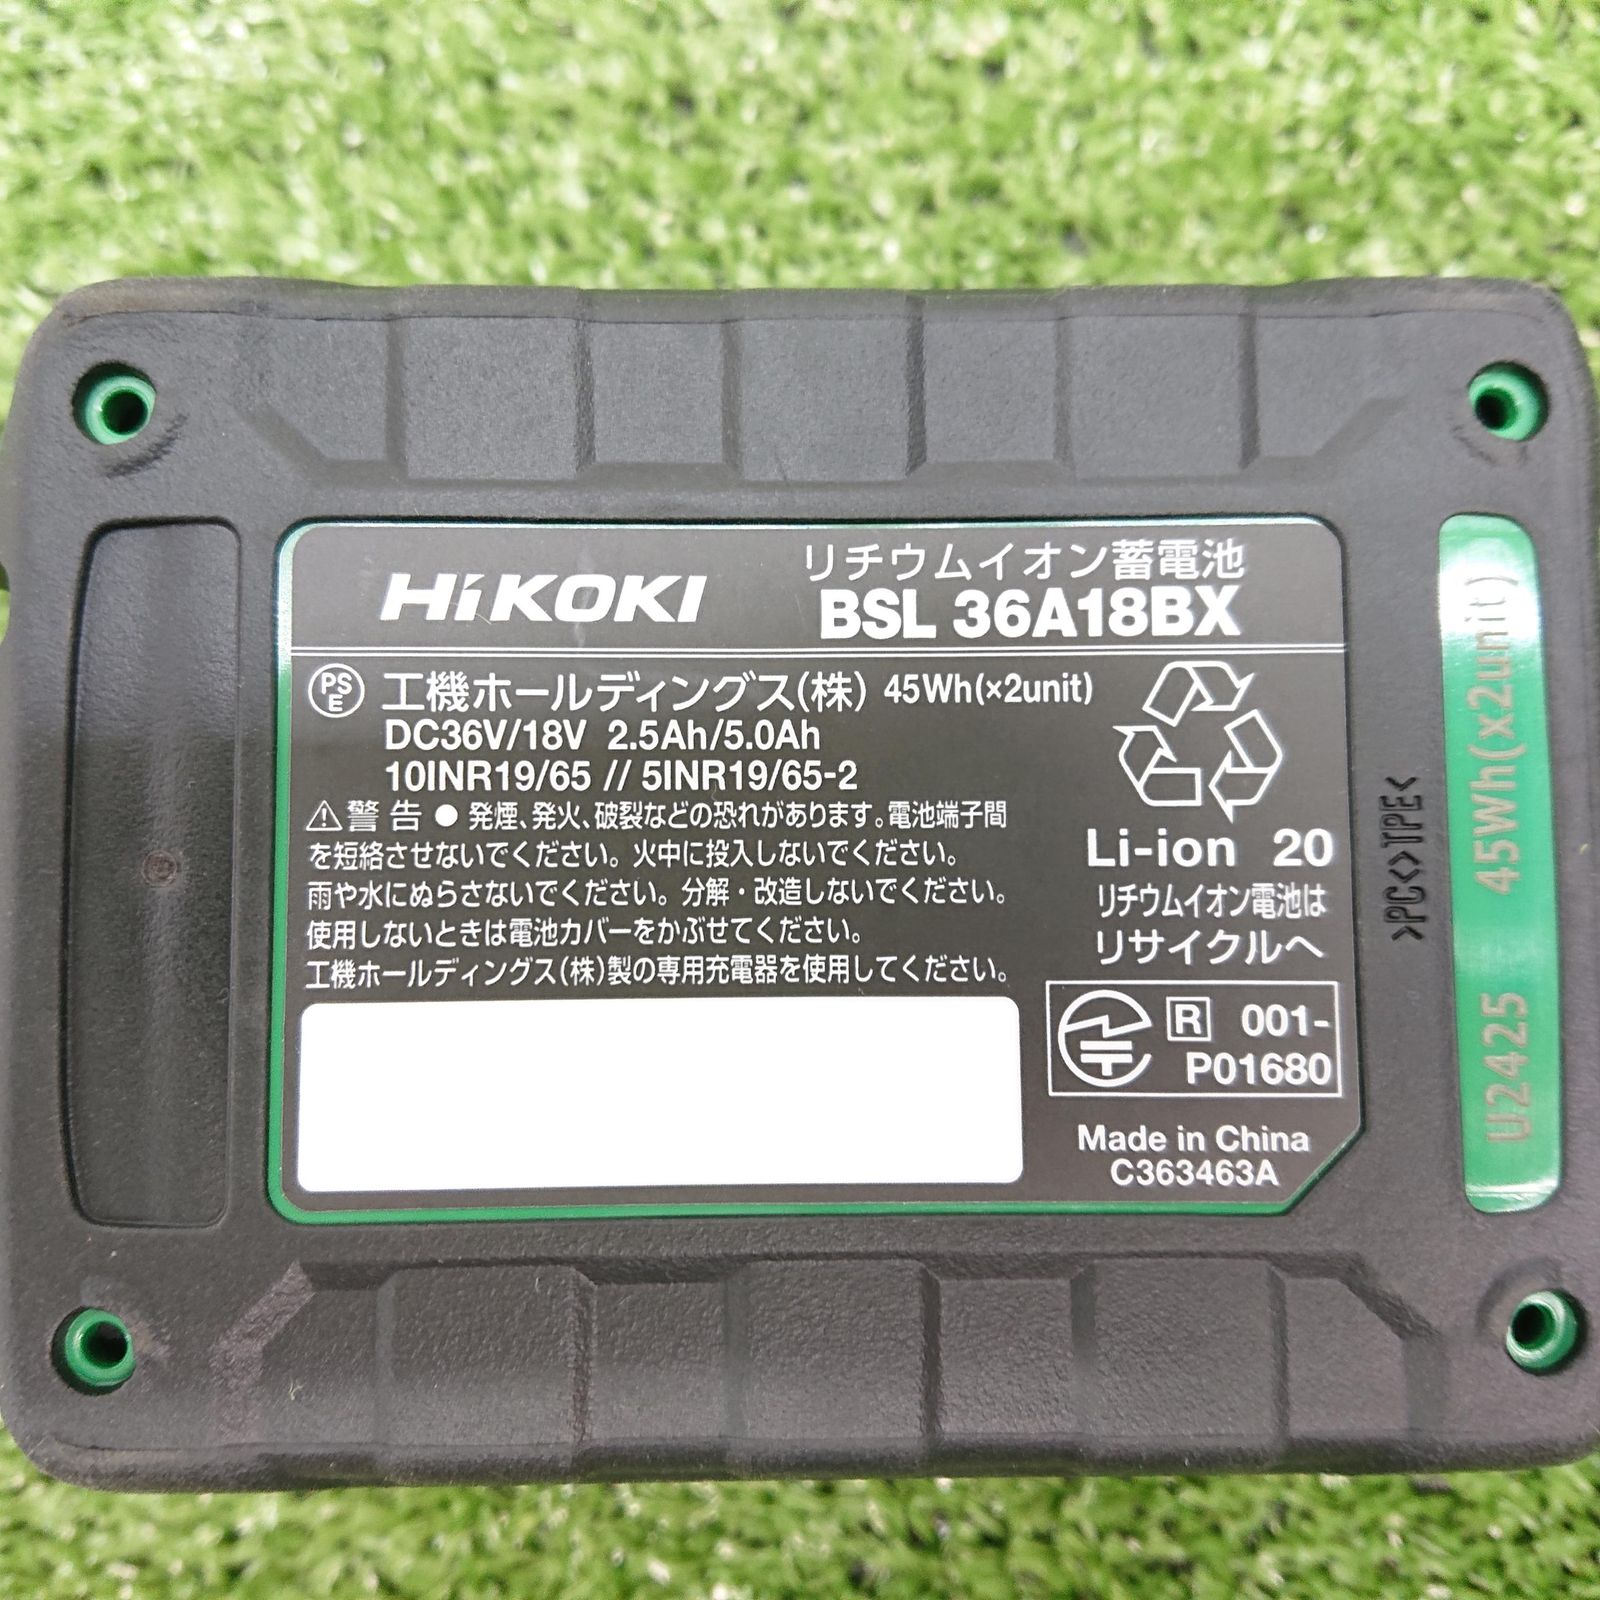 HiKOKI
リチウムイオン蓄電池
BSL 36A18BX
PSE
工機ホールディングス(株) 45Wh(×2unit)
DC36V/18V 2.5Ah/5.0Ah
10INR19/65 // 5INR19/65-2
⚠警告 ● 発煙、発火、破裂などの恐れがあります。電池端子間
を短絡させないでください。火中に投入しないでください。
雨や水にぬらさないでください。分解・改造しないでください。
使用しないときは電池カバーをかぶせてください。
工機ホールディングス(株)製の専用充電器を使用してください。
Li-ion 20
リチウムイオン電池は
リサイクルへ
R 001-
P01680
Made in China
C363463A
>PC<>TPE<
U2425 45Wh(x2unit)